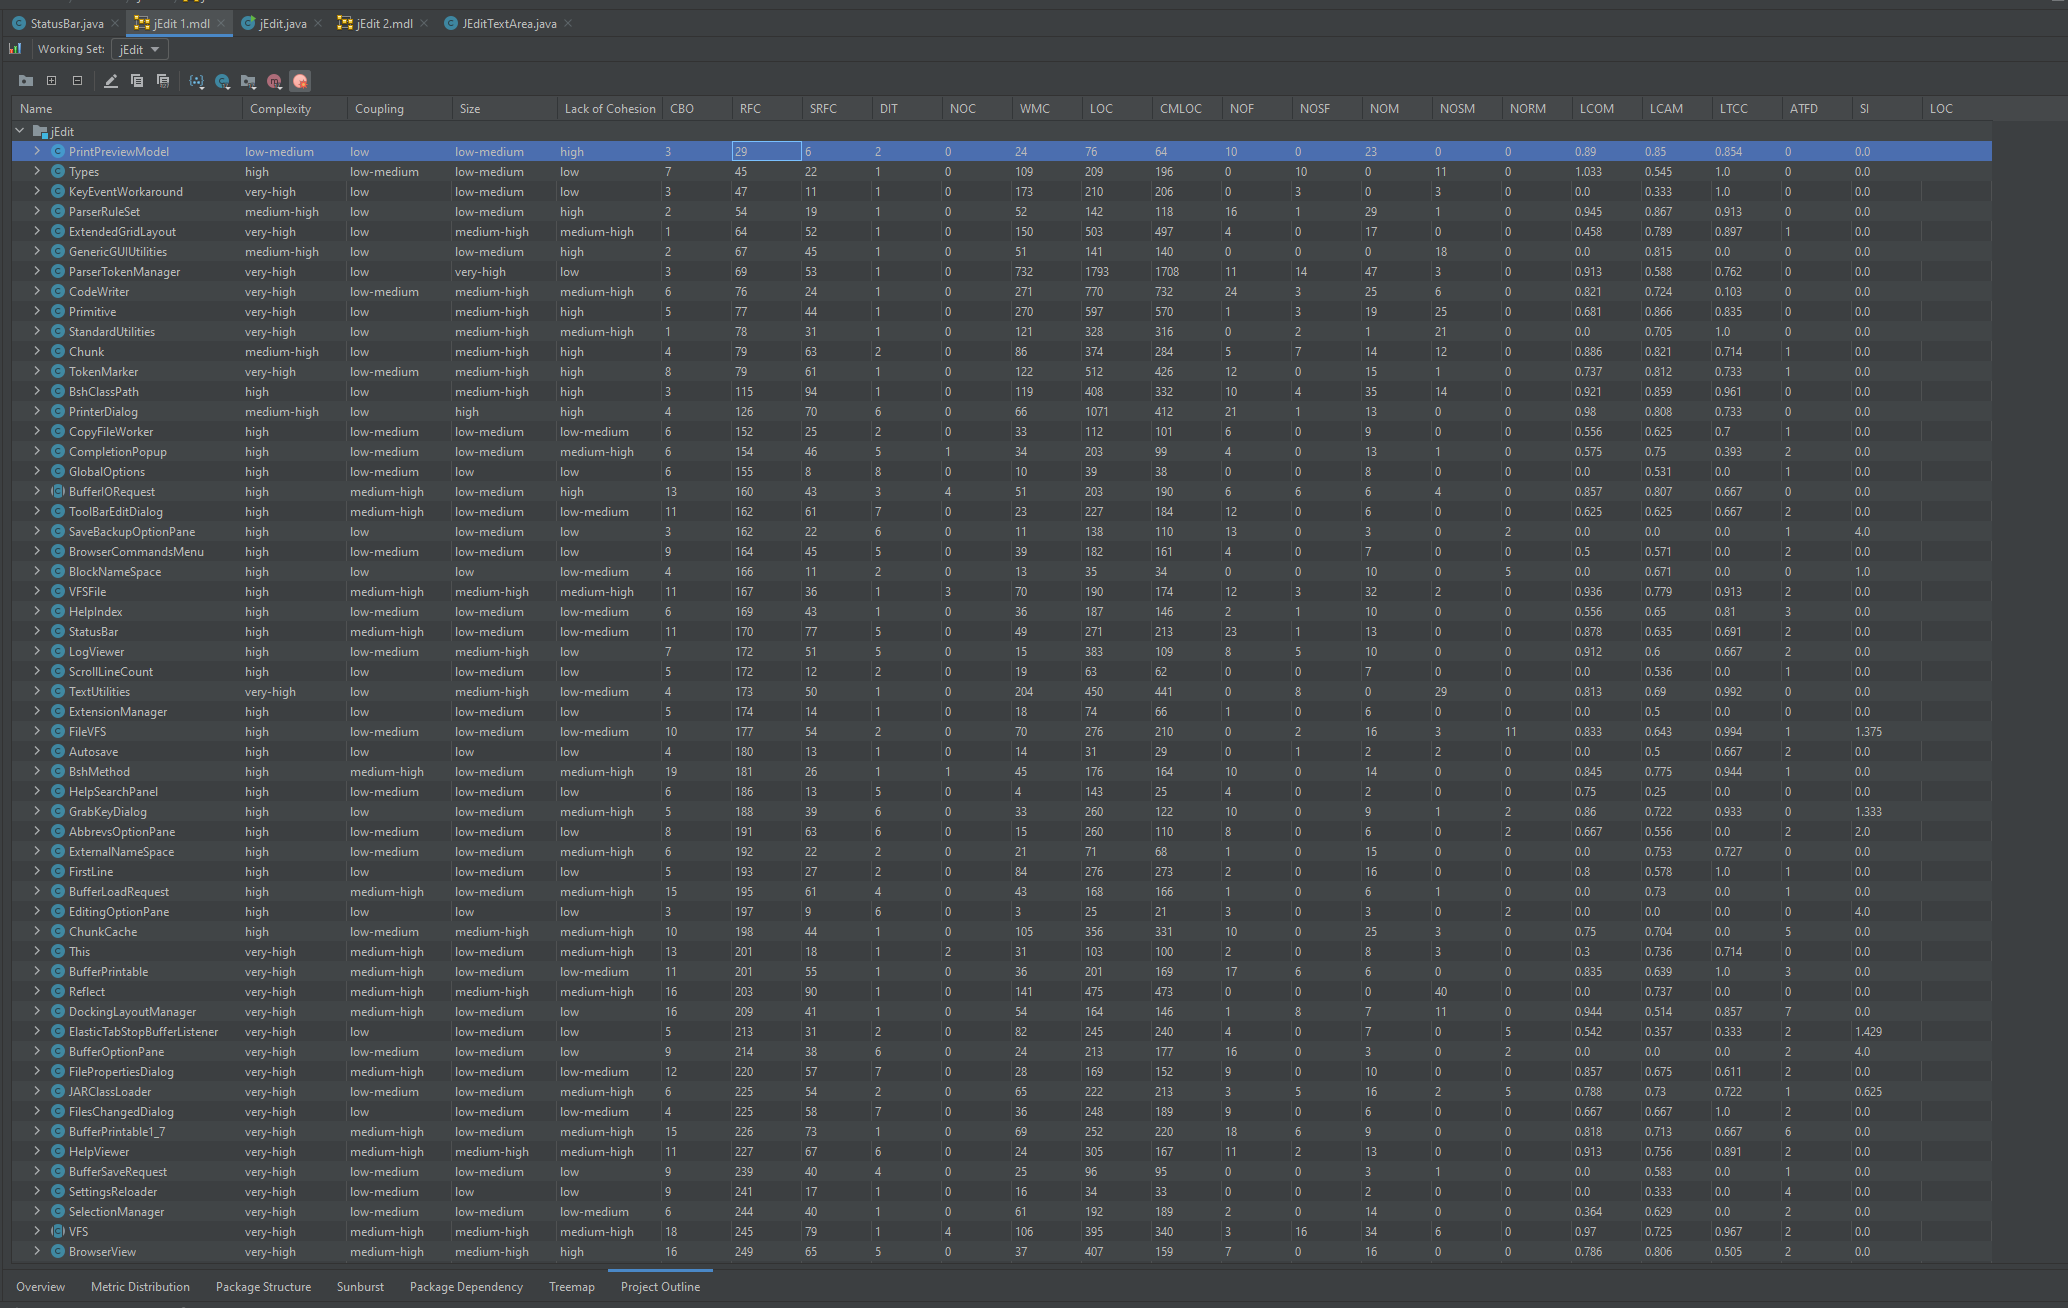 StatusBar.java jEdit 1.mdl jEdit.java jEdit 2.mdl JEditTextArea.java
Working Set: jEdit
Name Complexity Coupling Size Lack of Cohesion CBO RFC SRFC DIT NOC WMC LOC CMLOC NOF NOSF NOM NOSM NORM LCOM LCAM LTCC ATFD SI LOC
jEdit
PrintPreviewModel low-medium low low-medium high 3 29 6 2 0 24 76 64 10 0 23 0 0 0.89 0.85 0.854 0 0.0
Types high low-medium low-medium low 7 45 22 1 0 109 209 196 0 10 0 11 0 1.033 0.545 1.0 0 0.0
KeyEventWorkaround very-high low low-medium low 3 47 11 1 0 173 210 206 0 3 0 3 0 0.0 0.333 1.0 0 0.0
ParserRuleSet medium-high low low-medium high 2 54 19 1 0 52 142 118 16 1 29 1 0 0.945 0.867 0.913 0 0.0
ExtendedGridLayout very-high low medium-high medium-high 1 64 52 1 0 150 503 497 4 0 17 0 0 0.458 0.789 0.897 1 0.0
GenericGUIUtilities medium-high low low-medium high 2 67 45 1 0 51 141 140 0 0 0 18 0 0.0 0.815 0.0 0 0.0
ParserTokenManager very-high low very-high low 3 69 53 1 0 732 1793 1708 11 14 47 3 0 0.913 0.588 0.762 0 0.0
CodeWriter very-high low-medium medium-high medium-high 6 76 24 1 0 271 770 732 24 3 25 6 0 0.821 0.724 0.103 0 0.0
Primitive very-high low medium-high high 5 77 44 1 0 270 597 570 1 3 19 25 0 0.681 0.866 0.835 0 0.0
StandardUtilities very-high low medium-high medium-high 1 78 31 1 0 121 328 316 0 2 1 21 0 0.0 0.705 1.0 0 0.0
Chunk medium-high low medium-high high 4 79 63 2 0 86 374 284 5 7 14 12 0 0.886 0.821 0.714 1 0.0
TokenMarker very-high low-medium medium-high high 8 79 61 1 0 122 512 426 12 0 15 1 0 0.737 0.812 0.733 1 0.0
BshClassPath high low medium-high high 3 115 94 1 0 119 408 332 10 4 35 14 0 0.921 0.859 0.961 0 0.0
PrinterDialog medium-high low high high 4 126 70 6 0 66 1071 412 21 1 13 0 0 0.98 0.808 0.733 0 0.0
CopyFileWorker high low-medium low-medium low-medium 6 152 25 2 0 33 112 101 6 0 9 0 0 0.556 0.625 0.7 1 0.0
CompletionPopup high low-medium low-medium medium-high 6 154 46 5 1 34 203 99 4 0 13 1 0 0.575 0.75 0.393 2 0.0
GlobalOptions high low-medium low low 6 155 8 8 0 10 39 38 0 0 8 0 0 0.0 0.531 0.0 1 0.0
BufferIORequest high medium-high low-medium high 13 160 43 3 4 51 203 190 6 6 6 4 0 0.857 0.807 0.667 0 0.0
ToolBarEditDialog high medium-high low-medium low-medium 11 162 61 7 0 23 227 184 12 0 6 0 0 0.625 0.625 0.667 2 0.0
SaveBackupOptionPane high low low-medium low 3 162 22 6 0 11 138 110 13 0 3 0 2 0.0 0.0 0.0 1 4.0
BrowserCommandsMenu high low-medium low-medium low 9 164 45 5 0 39 182 161 4 0 7 0 0 0.5 0.571 0.0 2 0.0
BlockNameSpace high low low low-medium 4 166 11 2 0 13 35 34 0 0 10 0 5 0.0 0.671 0.0 0 1.0
VFSFile high medium-high medium-high medium-high 11 167 36 1 3 70 190 174 12 3 32 2 0 0.936 0.779 0.913 2 0.0
HelpIndex high low-medium low-medium low-medium 6 169 43 1 0 36 187 146 2 1 10 0 0 0.556 0.65 0.81 3 0.0
StatusBar high medium-high low-medium low-medium 11 170 77 5 0 49 271 213 23 1 13 0 0 0.878 0.635 0.691 2 0.0
LogViewer high low-medium medium-high low 7 172 51 5 0 15 383 109 8 5 10 0 0 0.912 0.6 0.667 2 0.0
ScrollLineCount high low low-medium low 5 172 12 2 0 19 63 62 0 0 7 0 0 0.0 0.536 0.0 1 0.0
TextUtilities very-high low medium-high low-medium 4 173 50 1 0 204 450 441 0 8 0 29 0 0.813 0.69 0.992 0 0.0
ExtensionManager high low low-medium low 5 174 14 1 0 18 74 66 1 0 6 0 0 0.0 0.5 0.0 0 0.0
FileVFS high low-medium low-medium low-medium 10 177 54 2 0 70 276 210 0 2 16 3 11 0.833 0.643 0.994 1 1.375
Autosave high low low low 4 180 13 1 0 14 31 29 0 1 2 2 0 0.0 0.5 0.667 2 0.0
BshMethod high medium-high low-medium medium-high 19 181 26 1 1 45 176 164 10 0 14 0 0 0.845 0.775 0.944 1 0.0
HelpSearchPanel high low-medium low-medium low 6 186 13 5 0 4 143 25 4 0 2 0 0 0.75 0.25 0.0 0 0.0
GrabKeyDialog high low low-medium medium-high 5 188 39 6 0 33 260 122 10 0 9 1 2 0.86 0.722 0.933 0 1.333
AbbrevsOptionPane high low-medium low-medium low 8 191 63 6 0 15 260 110 8 0 6 0 2 0.667 0.556 0.0 2 2.0
ExternalNameSpace high low-medium low-medium medium-high 6 192 22 2 0 21 71 68 1 0 15 0 0 0.0 0.753 0.727 0 0.0
FirstLine high low low-medium low 5 193 27 2 0 84 276 273 2 0 16 0 0 0.8 0.578 1.0 1 0.0
BufferLoadRequest high medium-high low-medium medium-high 15 195 61 4 0 43 168 166 1 0 6 1 0 0.0 0.73 0.0 1 0.0
EditingOptionPane high low low low 3 197 9 6 0 3 25 21 3 0 3 0 2 0.0 0.0 0.0 0 4.0
ChunkCache high low-medium medium-high medium-high 10 198 44 1 0 105 356 331 10 0 25 3 0 0.75 0.704 0.0 5 0.0
This very-high medium-high low-medium medium-high 13 201 18 1 2 31 103 100 2 0 8 3 0 0.3 0.736 0.714 0 0.0
BufferPrintable very-high medium-high low-medium low-medium 11 201 55 1 0 36 201 169 17 6 6 0 0 0.835 0.639 1.0 3 0.0
Reflect very-high medium-high medium-high medium-high 16 203 90 1 0 141 475 473 0 0 0 40 0 0.0 0.737 0.0 0 0.0
DockingLayoutManager very-high medium-high low-medium low 16 209 41 1 0 54 164 146 1 8 7 11 0 0.944 0.514 0.857 7 0.0
ElasticTabStopBufferListener very-high low low-medium low 5 213 31 2 0 82 245 240 4 0 7 0 5 0.542 0.357 0.333 2 1.429
BufferOptionPane very-high low-medium low-medium low 9 214 38 6 0 24 213 177 16 0 3 0 2 0.0 0.0 0.0 2 4.0
FilePropertiesDialog very-high medium-high low-medium low-medium 12 220 57 7 0 28 169 152 9 0 10 0 0 0.857 0.675 0.611 2 0.0
JARClassLoader very-high low-medium low-medium medium-high 6 225 54 2 0 65 222 213 3 5 16 2 5 0.788 0.73 0.722 1 0.625
FilesChangedDialog very-high low low-medium low-medium 4 225 58 7 0 36 248 189 9 0 6 0 0 0.667 0.667 1.0 2 0.0
BufferPrintable1_7 very-high medium-high low-medium medium-high 15 226 73 1 0 69 252 220 18 6 9 0 0 0.818 0.713 0.667 6 0.0
HelpViewer very-high medium-high low-medium medium-high 11 227 67 6 0 24 305 167 11 2 13 0 0 0.913 0.756 0.891 2 0.0
BufferSaveRequest very-high low-medium low-medium low 9 239 40 4 0 25 96 95 0 0 3 1 0 0.0 0.583 0.0 1 0.0
SettingsReloader very-high low-medium low low 9 241 17 1 0 16 34 33 0 0 2 0 0 0.0 0.333 0.0 4 0.0
SelectionManager very-high low-medium low-medium low-medium 6 244 40 1 0 61 192 189 2 0 14 0 0 0.364 0.629 0.0 2 0.0
VFS very-high medium-high medium-high medium-high 18 245 79 1 4 106 395 340 3 16 34 6 0 0.97 0.725 0.967 2 0.0
BrowserView very-high medium-high medium-high high 16 249 65 5 0 37 407 159 7 0 16 0 0 0.786 0.806 0.505 2 0.0
Overview Metric Distribution Package Structure Sunburst Package Dependency Treemap Project Outline